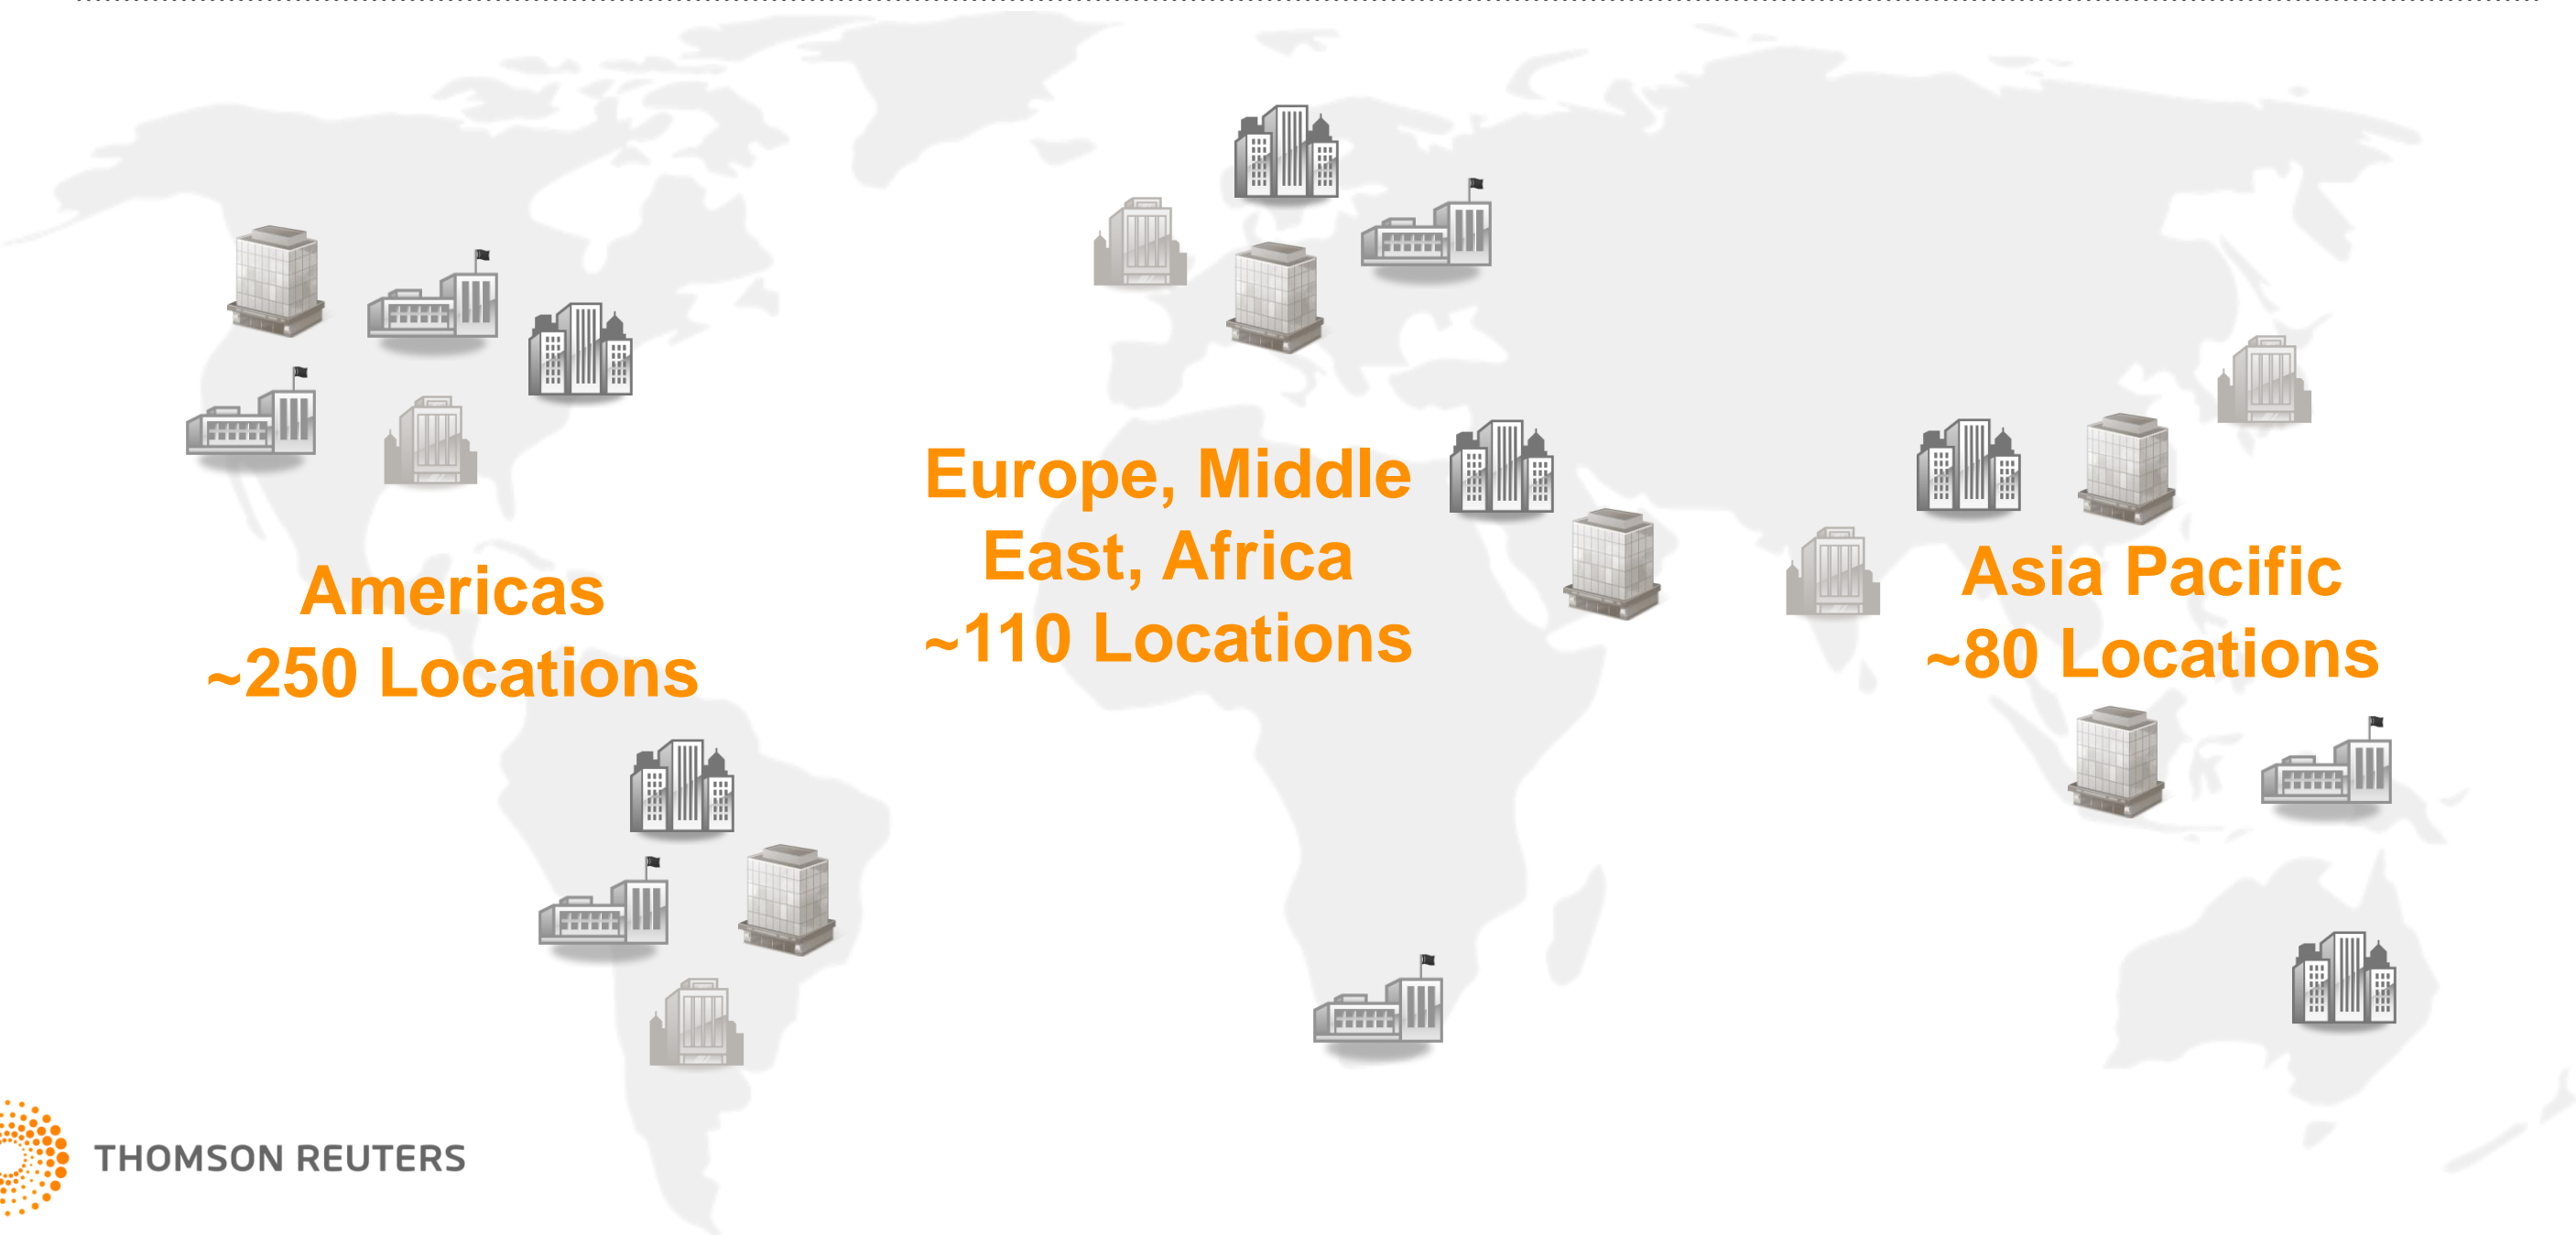 Americas
~250 Locations
Europe, Middle
East, Africa
~110 Locations
Asia Pacific
~80 Locations
THOMSON REUTERS